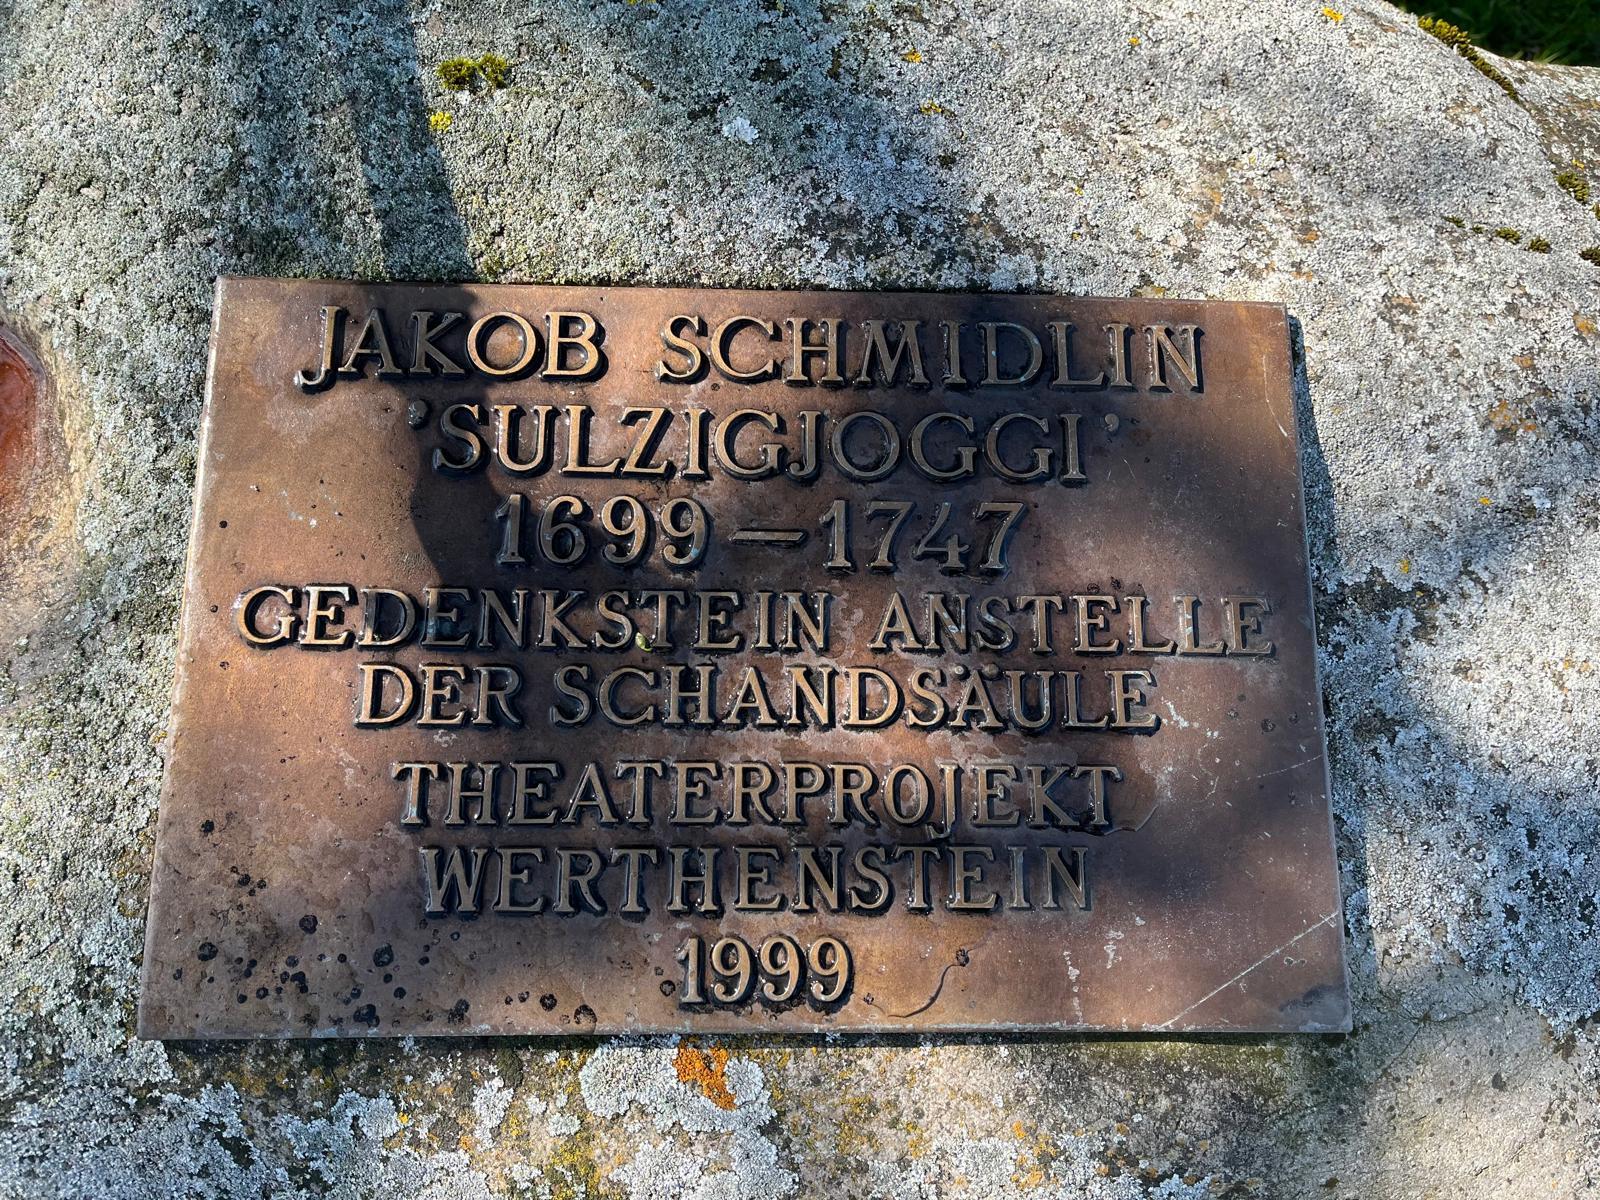 JAKOB SCHMIDLIN
'SULZIGJOGGI'
1699 – 1747
GEDENKSTEIN ANSTELLE
DER SCHANDSÄULE
THEATERPROJEKT
WERTHENSTEIN
1999